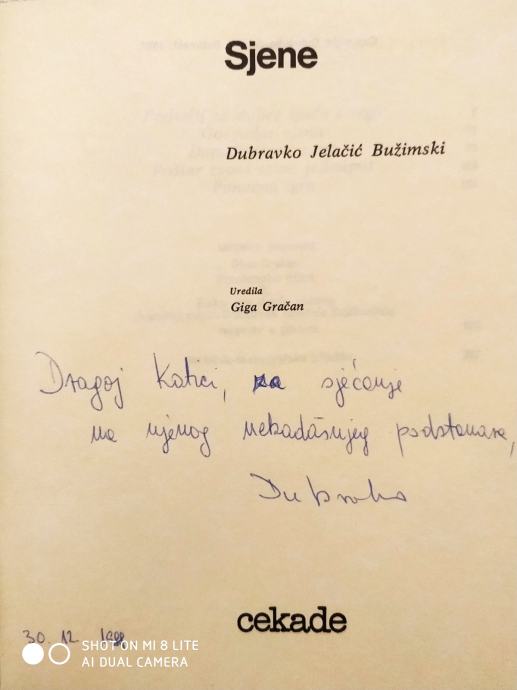 Sjene
Dubravko Jelačić Bužimski
Uredila
Giga Gračan
Dragoj Katici, za sjećanje
na njenog nekadašnjeg podstanara,
Dubravko
cekade
30. 12.
SHOT ON MI 8 LITE
AI DUAL CAMERA